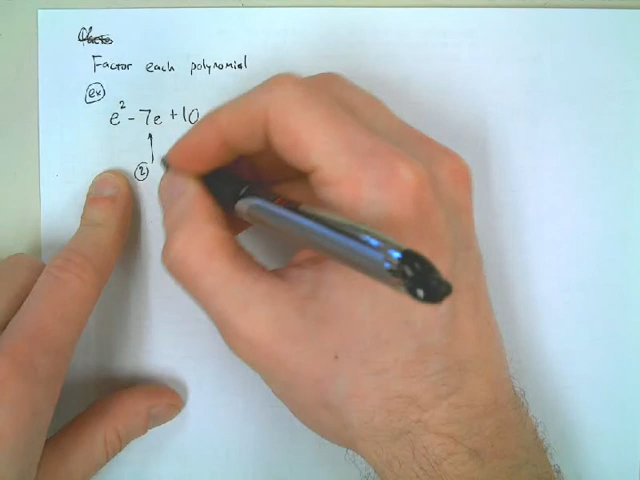 Factor each polynomial
ex
e² - 7e + 10
2